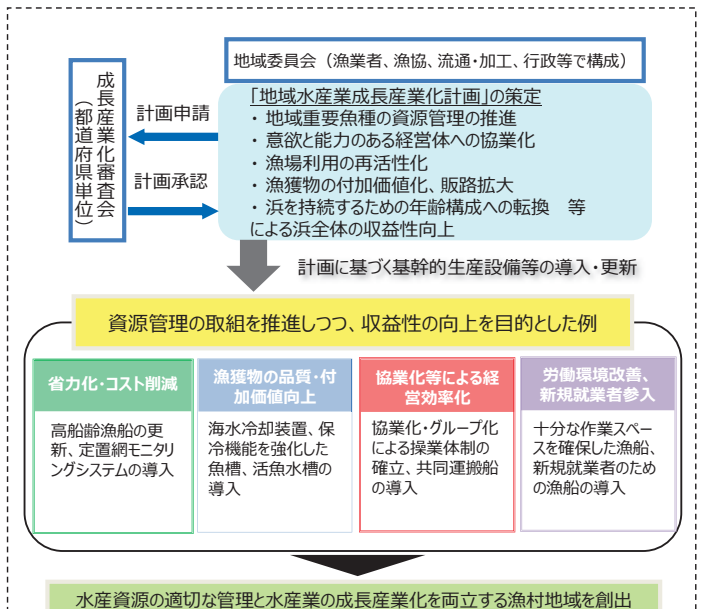 地域委員会（漁業者、漁協、流通・加工、行政等で構成）
成長産業化審査会
（都道府県単位）
計画申請
計画承認
「地域水産業成長産業化計画」の策定
・地域重要魚種の資源管理の推進
・意欲と能力のある経営体への協業化
・漁場利用の再活性化
・漁獲物の付加価値化、販路拡大
・浜を持続するための年齢構成への転換　等
による浜全体の収益性向上
計画に基づく基幹的生産設備等の導入・更新
資源管理の取組を推進しつつ、収益性の向上を目的とした例
省力化・コスト削減
高船齢漁船の更
新、定置網モニタリ
ングシステムの導入
漁獲物の品質・付
加価値向上
海水冷却装置、保
冷機能を強化した
魚槽、活魚水槽の
導入
協業化等による経
営効率化
協業化・グループ化
による操業体制の
確立、共同運搬船
の導入
労働環境改善、
新規就業者参入
十分な作業スペー
スを確保した漁船、
新規就業者のため
の漁船の導入
水産資源の適切な管理と水産業の成長産業化を両立する漁村地域を創出